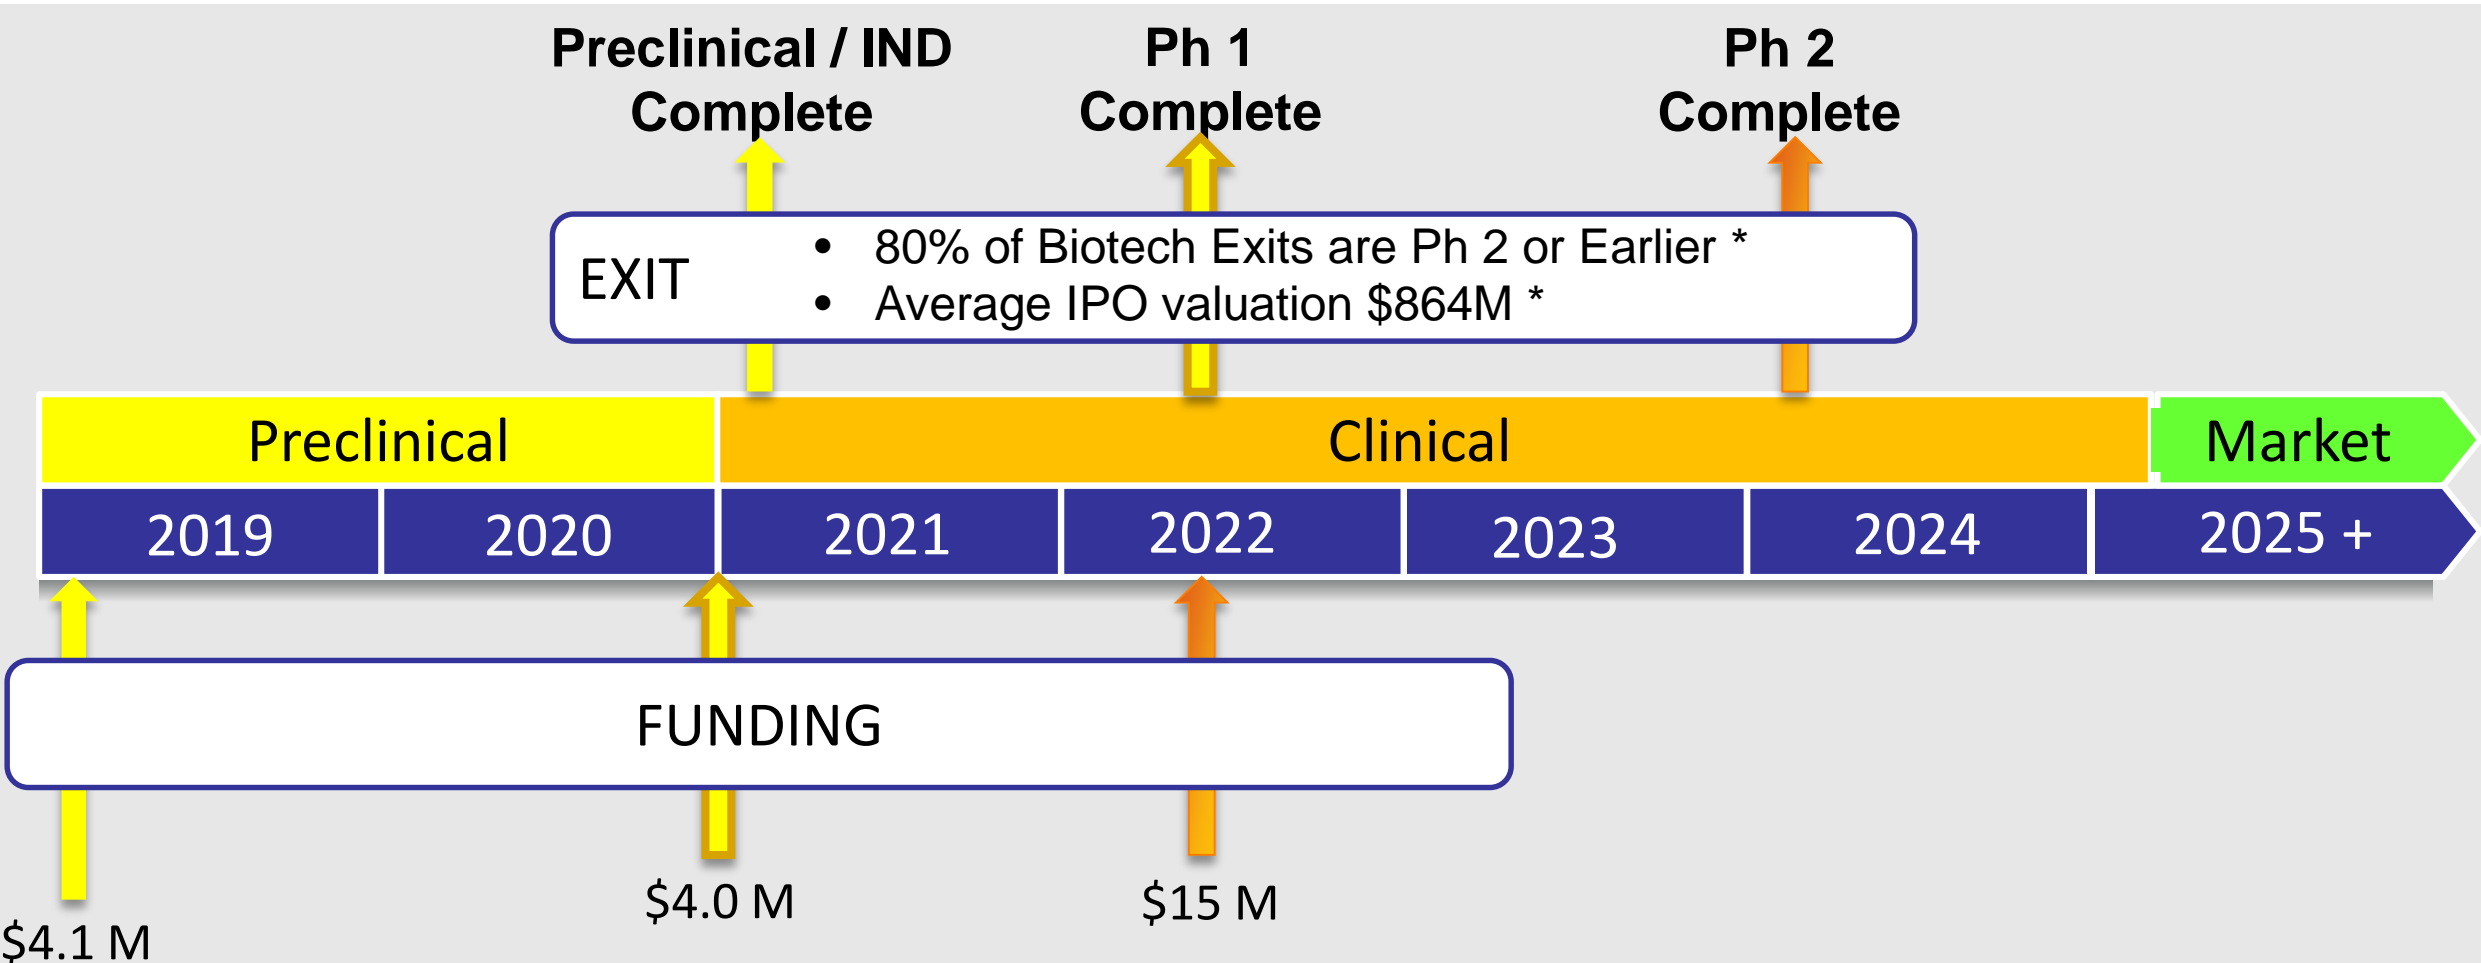 Preclinical / IND
Complete
Ph 1
Complete
Ph 2
Complete
EXIT
• 80% of Biotech Exits are Ph 2 or Earlier *
• Average IPO valuation $864M *
Preclinical
Clinical
Market
2019
2020
2021
2022
2023
2024
2025 +
FUNDING
$4.1 M
$4.0 M
$15 M